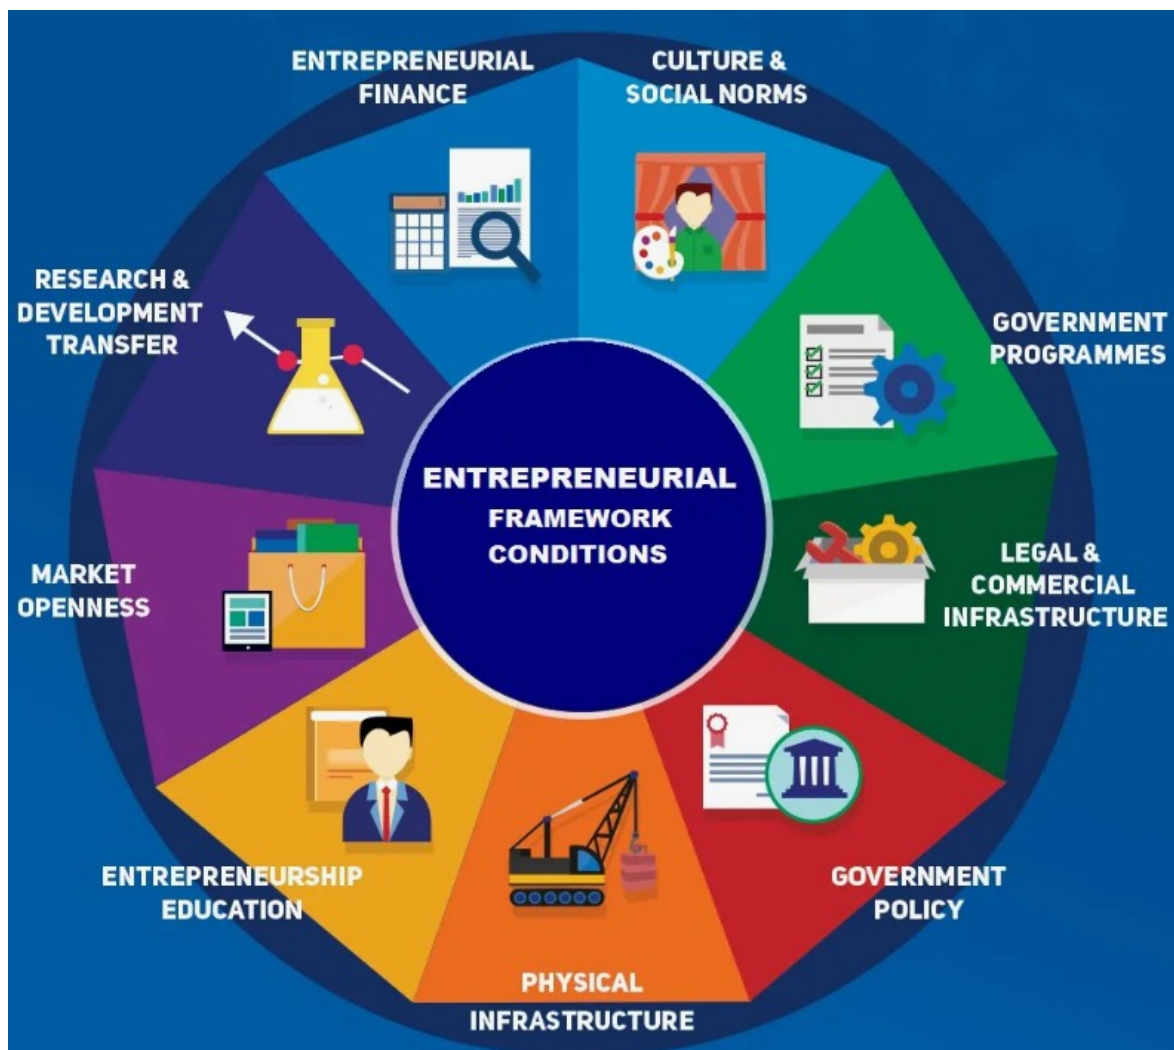 ENTREPRENEURIAL
FINANCE
CULTURE &
SOCIAL NORMS
RESEARCH &
DEVELOPMENT
TRANSFER
GOVERNMENT
PROGRAMMES
ENTREPRENEURIAL
FRAMEWORK
CONDITIONS
MARKET
OPENNESS
LEGAL &
COMMERCIAL
INFRASTRUCTURE
ENTREPRENEURSHIP
EDUCATION
GOVERNMENT
POLICY
PHYSICAL
INFRASTRUCTURE